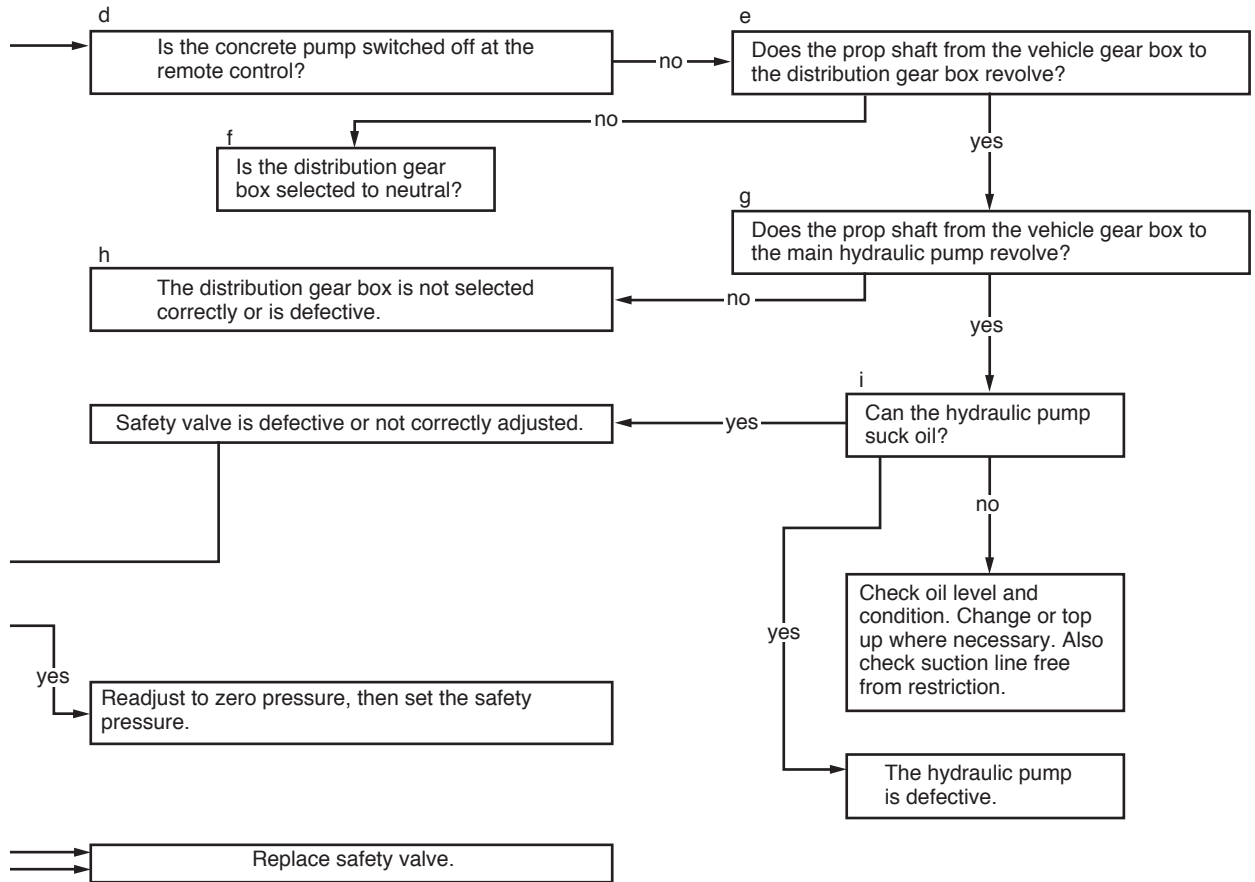 d
Is the concrete pump switched off at the
remote control?
no
e
Does the prop shaft from the vehicle gear box to
the distribution gear box revolve?
no
yes
f
Is the distribution gear
box selected to neutral?
g
Does the prop shaft from the vehicle gear box to
the main hydraulic pump revolve?
h
The distribution gear box is not selected
correctly or is defective.
no
yes
i
Can the hydraulic pump
suck oil?
yes
Safety valve is defective or not correctly adjusted.
no
Check oil level and
condition. Change or top
up where necessary. Also
check suction line free
from restriction.
yes
yes
Readjust to zero pressure, then set the safety
pressure.
The hydraulic pump
is defective.
Replace safety valve.